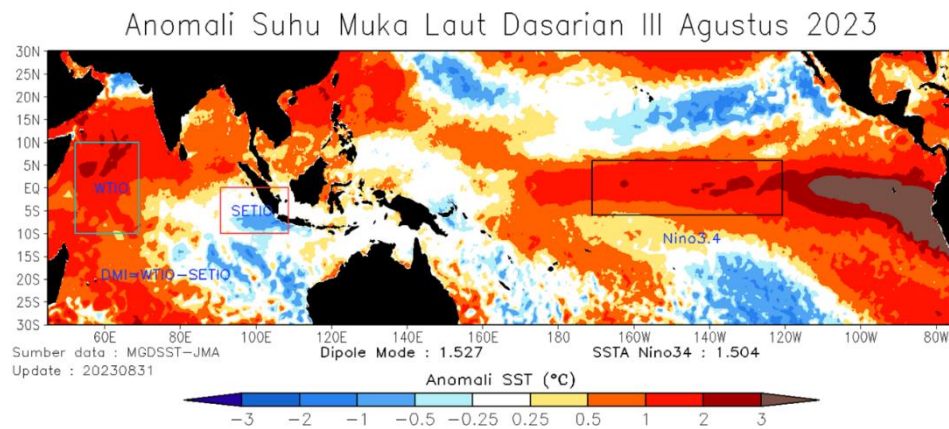 Anomali Suhu Muka Laut Dasarian III Agustus 2023
30N
25N
20N
15N
10N
5N
EQ
5S
10S
15S
20S
25S
30S
WTIO
SETIO
DMI=WTIO-SETIO
Nino3.4
60E 80E 100E 120E 140E 160E 180 160W 140W 120W 100W 80W
Sumber data : MGDSST-JMA
Dipole Mode : 1.527
SSTA Nino34 : 1.504
Update : 20230831
Anomali SST (°C)
-3 -2 -1 -0.5 -0.25 0.25 0.5 1 2 3